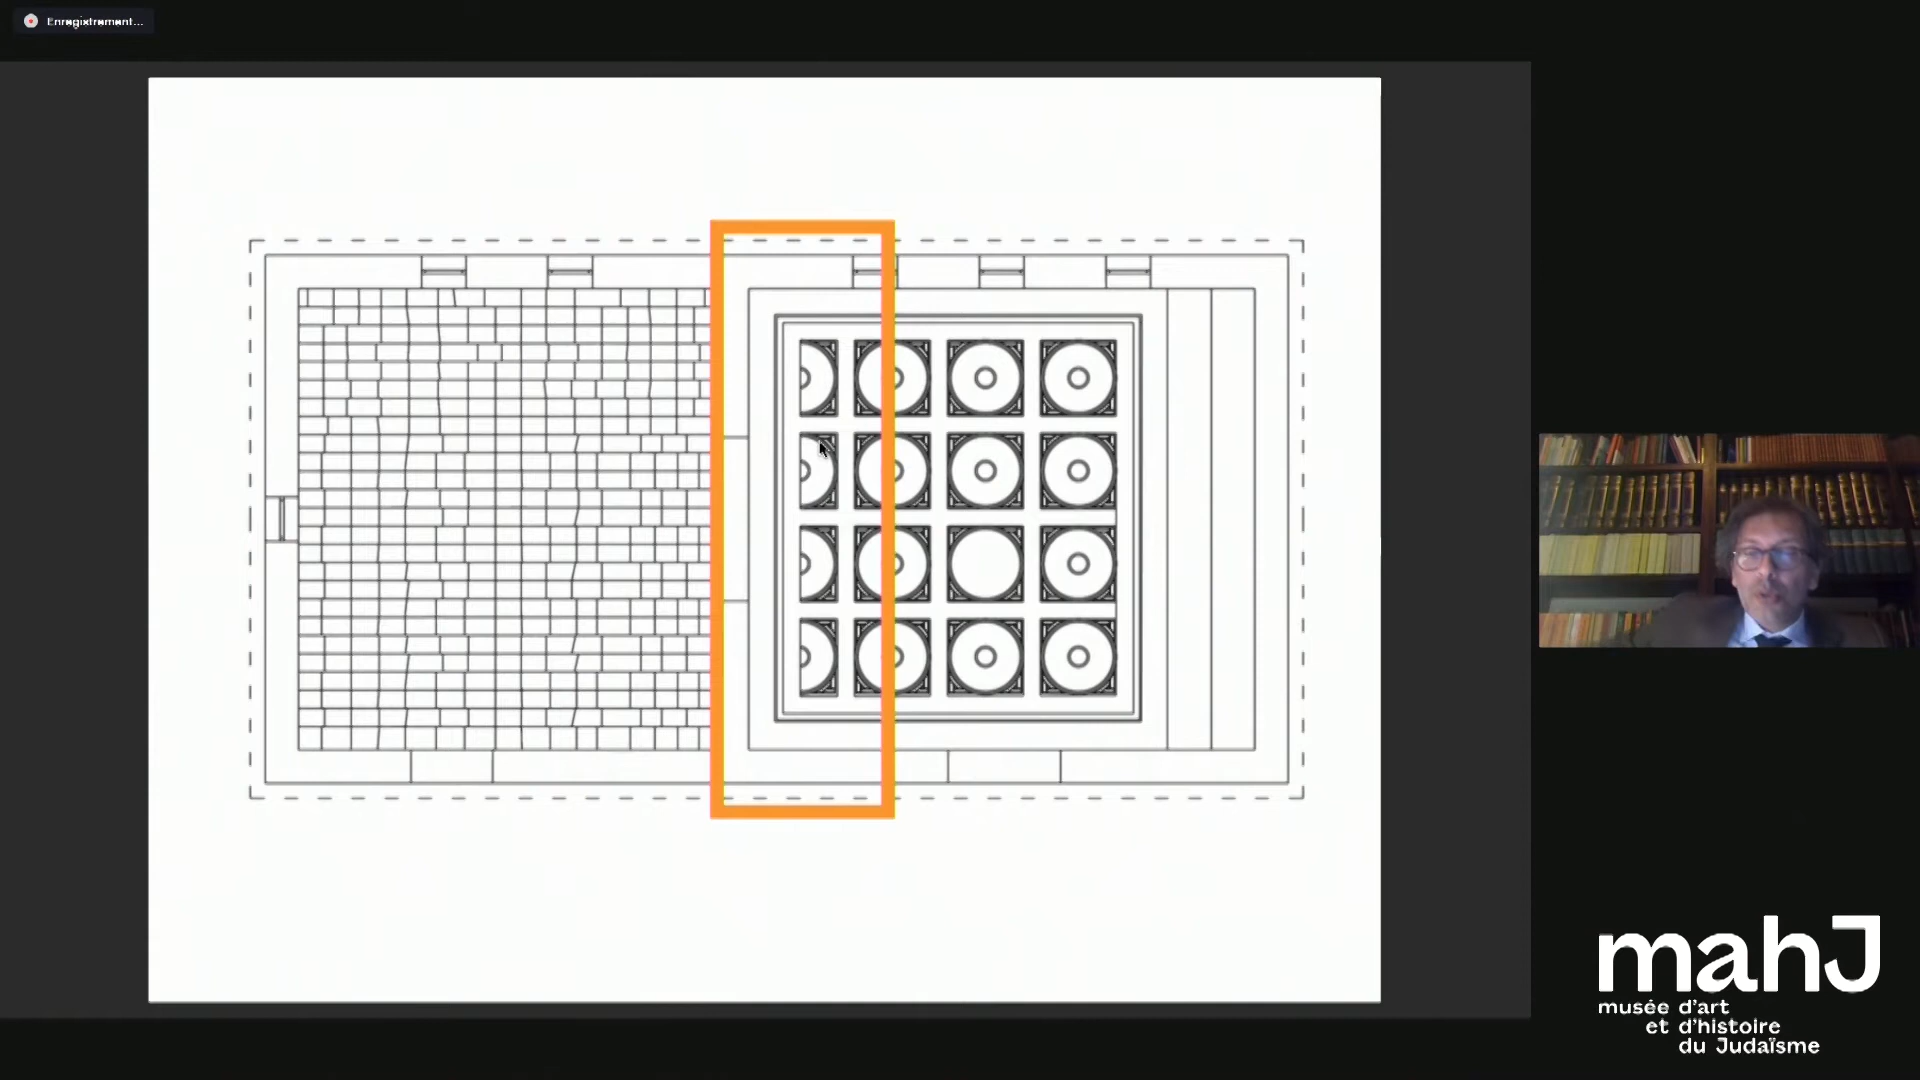 Enregistrement...
mahJ
musée d'art
et d'histoire
du Judaïsme